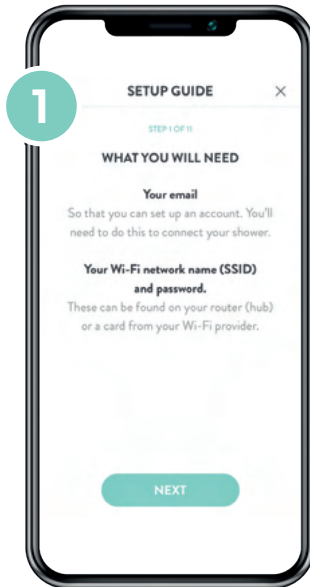 1
SETUP GUIDE ×
STEP 1 OF 11
WHAT YOU WILL NEED
Your email
So that you can set up an account. You'll
need to do this to connect your shower.
Your Wi-Fi network name (SSID)
and password.
These can be found on your router (hub)
or a card from your Wi-Fi provider.
NEXT